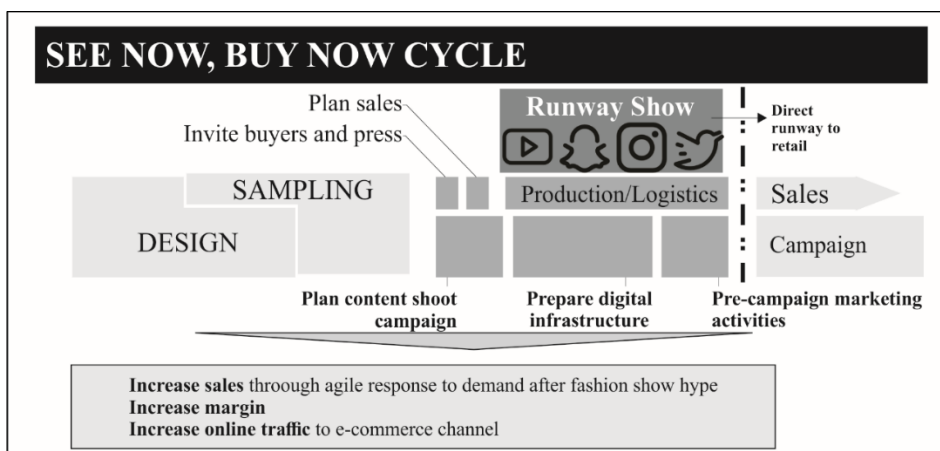 SEE NOW, BUY NOW CYCLE
Plan sales
Invite buyers and press
Runway Show
Direct
runway to
retail
SAMPLING
DESIGN
Production/Logistics
Sales
Campaign
Plan content shoot
campaign
Prepare digital
infrastructure
Pre-campaign marketing
activities
Increase sales throough agile response to demand after fashion show hype
Increase margin
Increase online traffic to e-commerce channel